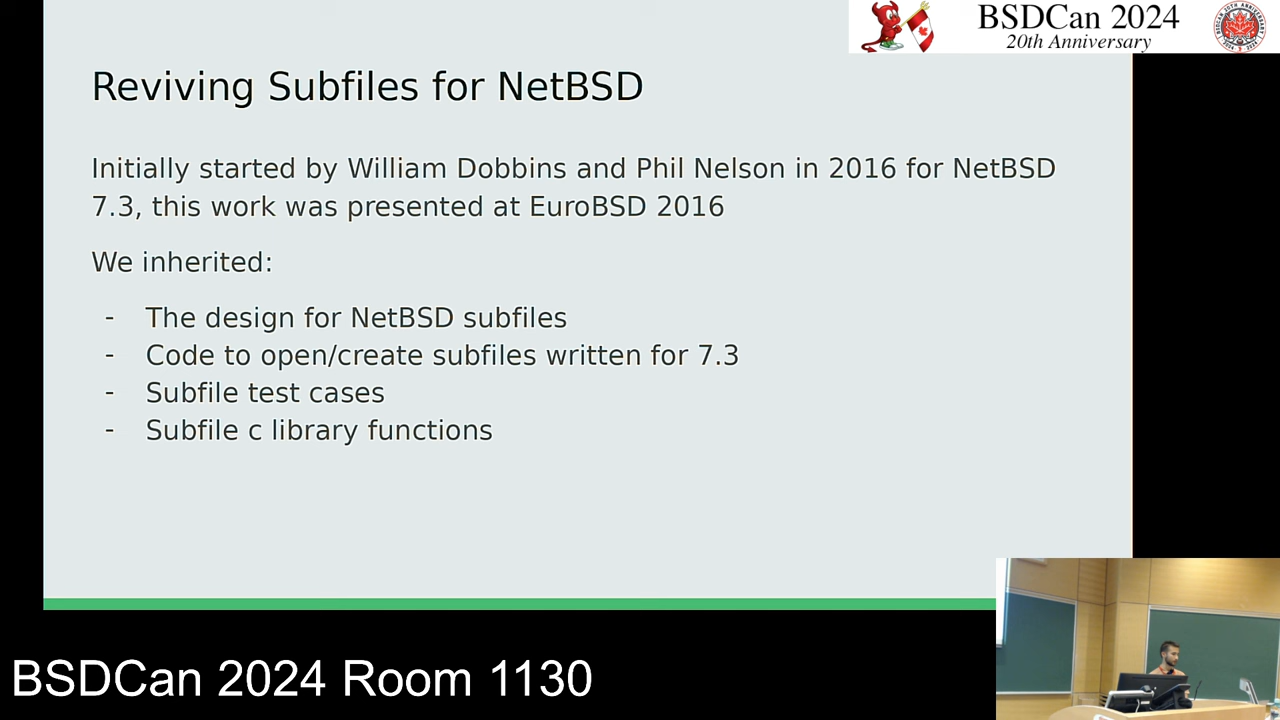 BSDCan 2024
20th Anniversary
Reviving Subfiles for NetBSD
Initially started by William Dobbins and Phil Nelson in 2016 for NetBSD
7.3, this work was presented at EuroBSD 2016
We inherited:
- The design for NetBSD subfiles
- Code to open/create subfiles written for 7.3
- Subfile test cases
- Subfile c library functions
BSDCan 2024 Room 1130